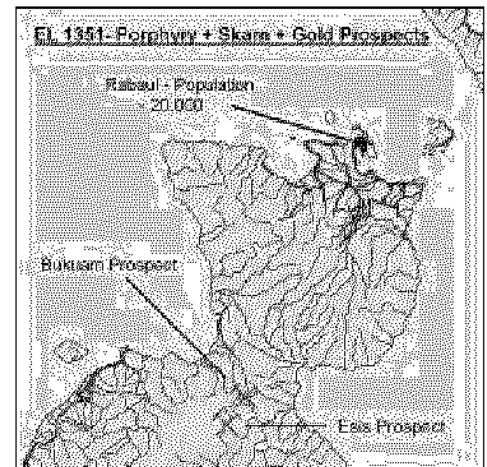 EL 1351- Porphyry + Skarn + Gold Prospects
Rabaul - Population
20,000
Bukuam Prospect
Esis Prospect